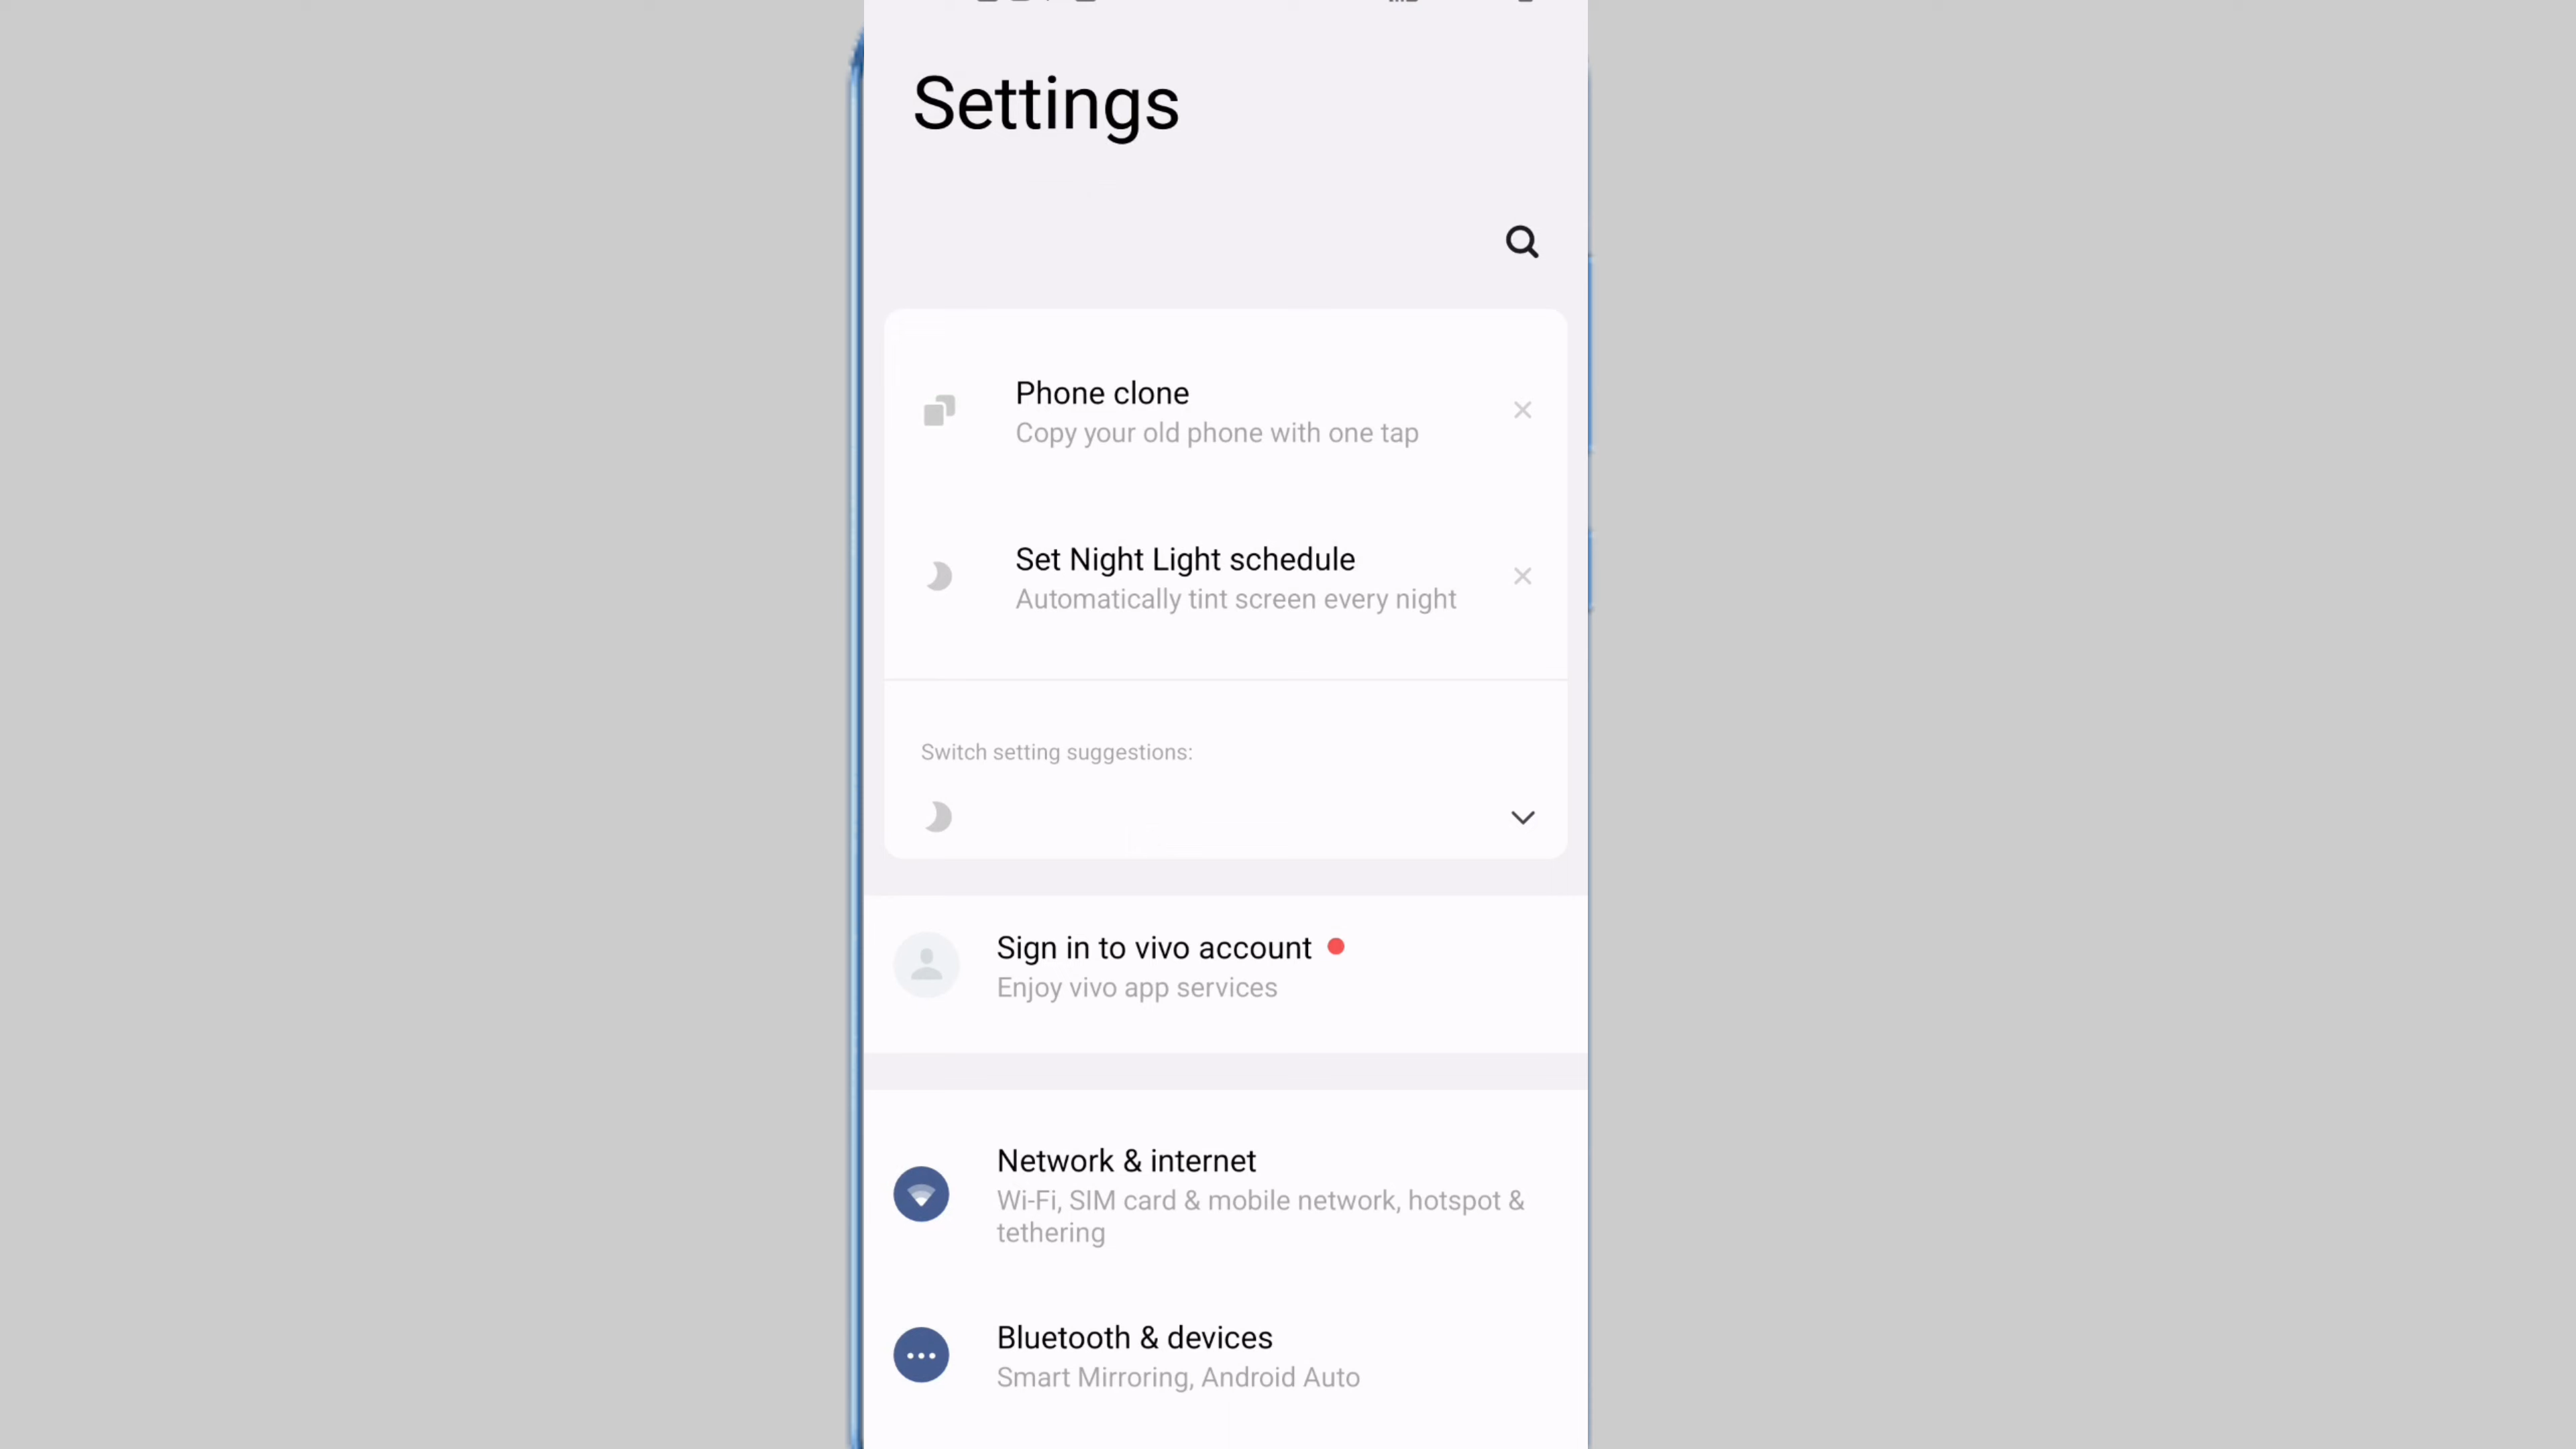 Settings
Phone clone
Copy your old phone with one tap
Set Night Light schedule
Automatically tint screen every night
Switch setting suggestions:
Sign in to vivo account
Enjoy vivo app services
Network & internet
Wi-Fi, SIM card & mobile network, hotspot &
tethering
Bluetooth & devices
Smart Mirroring, Android Auto